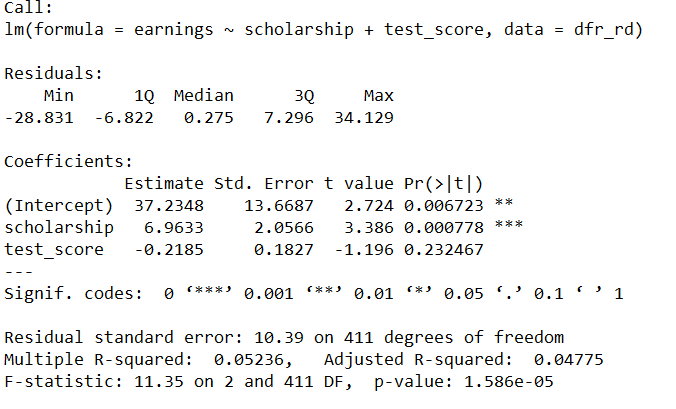 Call:
lm(formula = earnings ~ scholarship + test_score, data = dfr_rd)
Residuals:
    Min      1Q  Median      3Q     Max
-28.831  -6.822   0.275   7.296  34.129
Coefficients:
            Estimate Std. Error t value Pr(>|t|)
(Intercept)  37.2348    13.6687   2.724 0.006723 **
scholarship   6.9633     2.0566   3.386 0.000778 ***
test_score   -0.2185     0.1827  -1.196 0.232467
---
Signif. codes:  0 ‘***’ 0.001 ‘**’ 0.01 ‘*’ 0.05 ‘.’ 0.1 ‘ ’ 1
Residual standard error: 10.39 on 411 degrees of freedom
Multiple R-squared:  0.05236,   Adjusted R-squared:  0.04775
F-statistic: 11.35 on 2 and 411 DF,  p-value: 1.586e-05